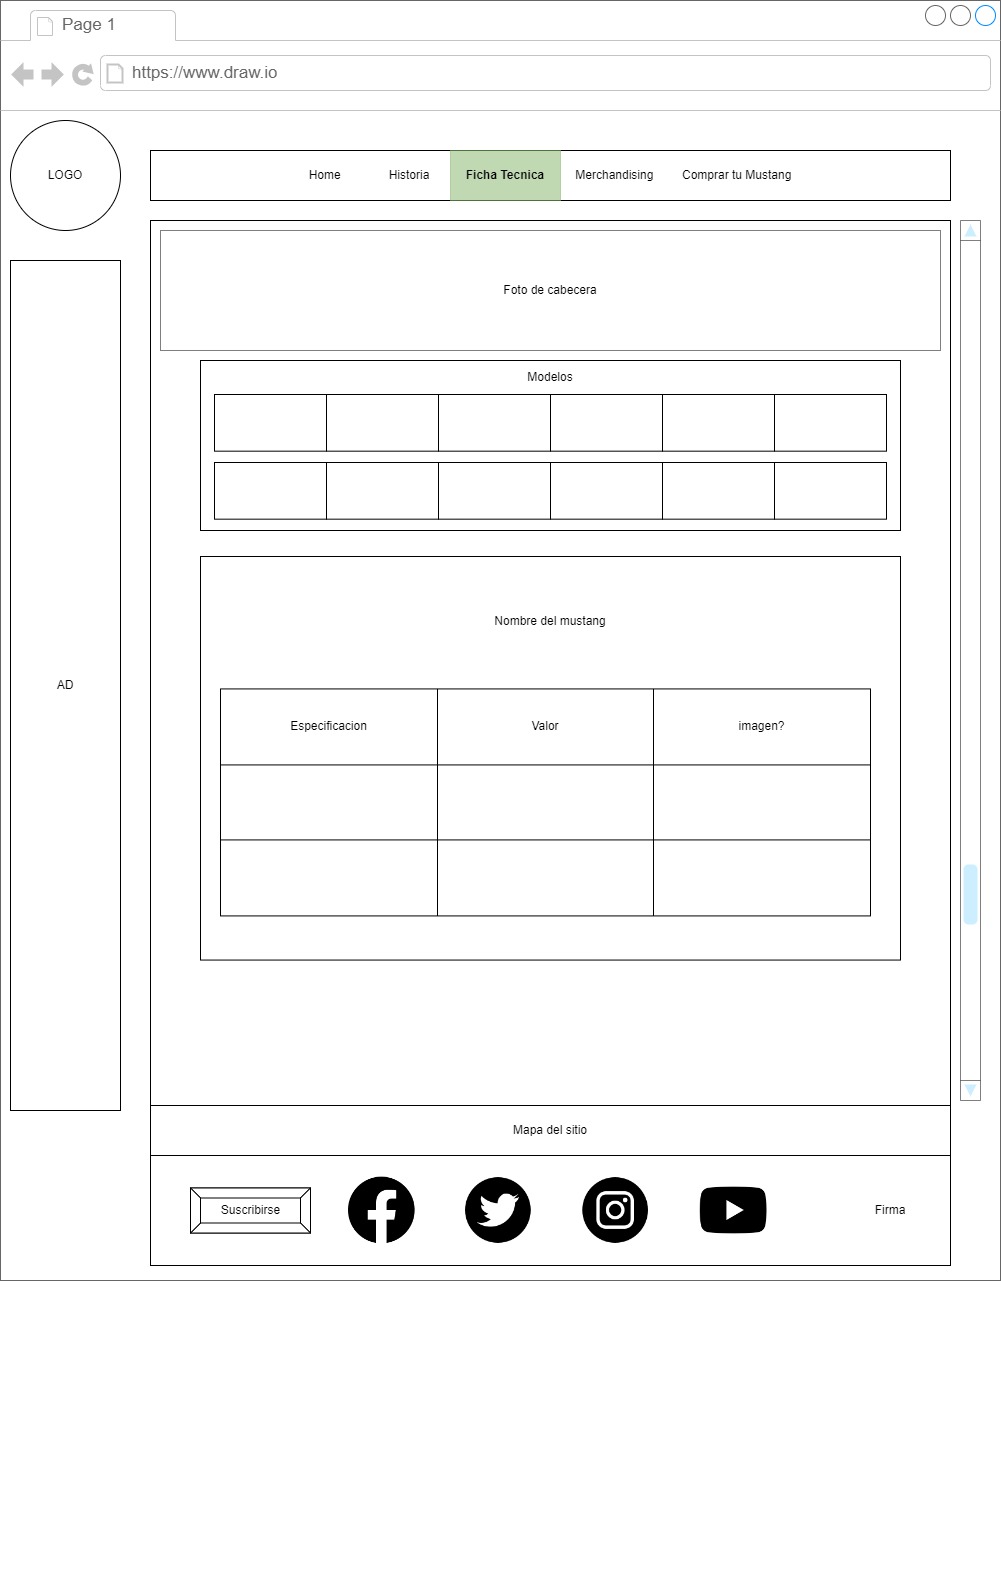 Page 1
https://www.draw.io
LOGO
Home
Historia
Ficha Tecnica
Merchandising
Comprar tu Mustang
Foto de cabecera
Modelos
Nombre del mustang
AD
Especificacion
Valor
imagen?
Mapa del sitio
Suscribirse
Firma